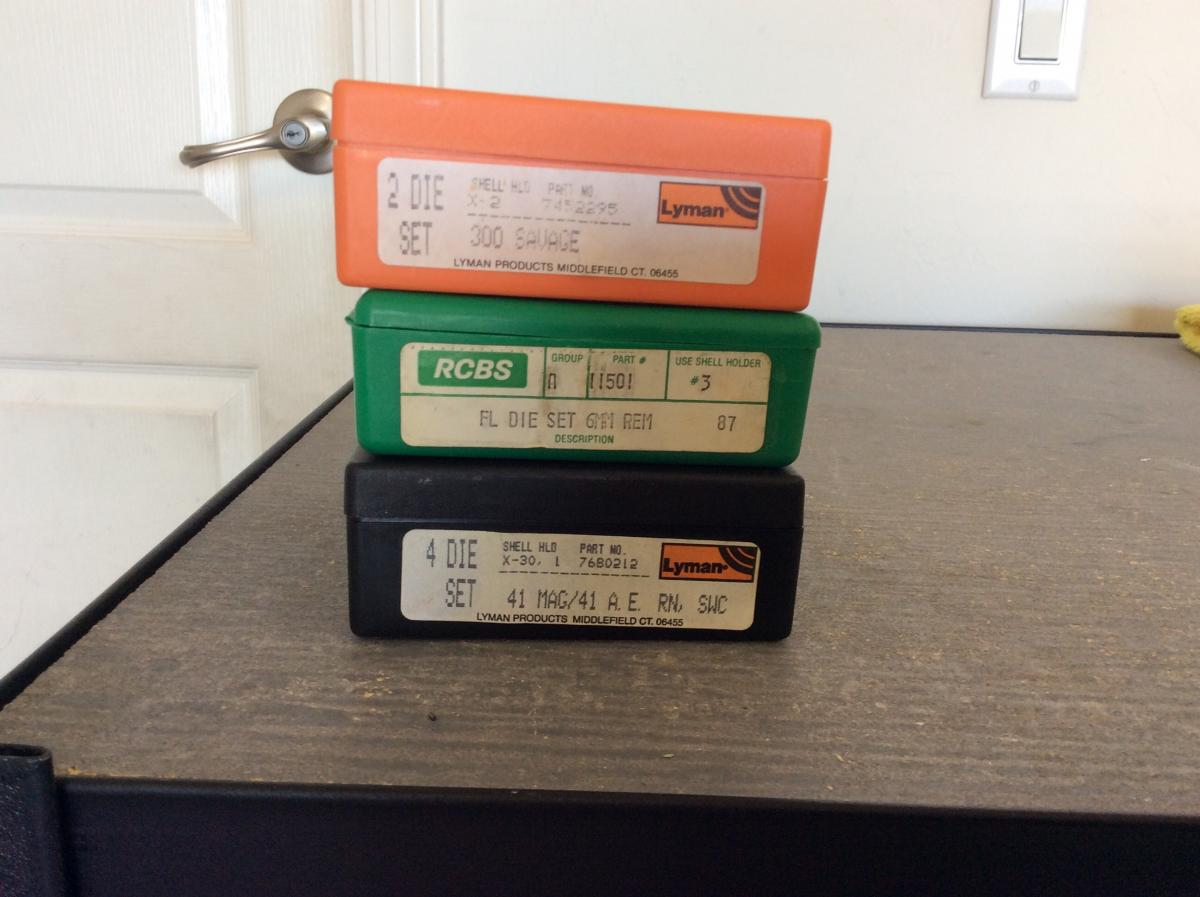 2 DIE SHELL HLD PART NO.
X-2 7452295
Lyman
SET 300 SAVAGE
LYMAN PRODUCTS MIDDLEFIELD CT. 06455
RCBS GROUP PART # USE SHELL HOLDER
A 11501 #3
FL DIE SET 6MM REM 87
DESCRIPTION
4 DIE SHELL HLD PART NO.
X-30, 1 7680212
Lyman
SET 41 MAG/41 A.E. RN, SWC
LYMAN PRODUCTS MIDDLEFIELD CT. 06455